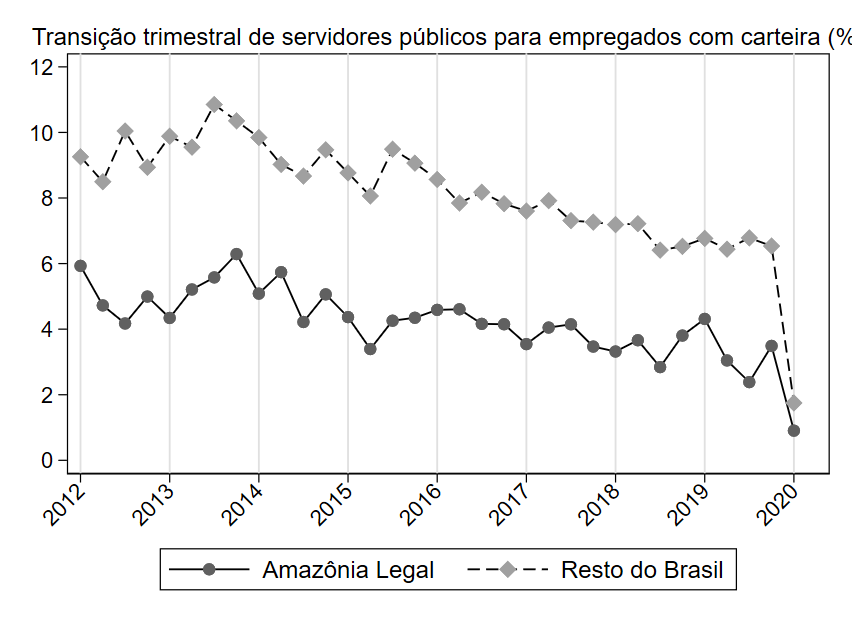 Transição trimestral de servidores públicos para empregados com carteira (%
12
10
8
6
4
2
0
2012 2013 2014 2015 2016 2017 2018 2019 2020
Amazônia Legal Resto do Brasil